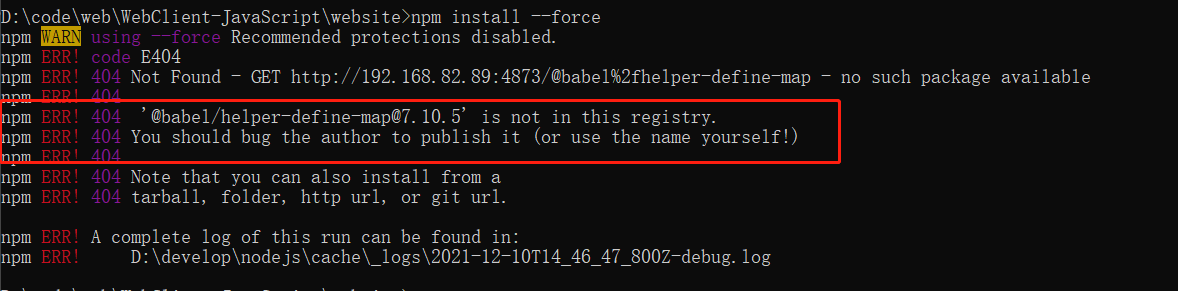 D:\code\web\WebClient-JavaScript\website>npm install --force
npm WARN using --force Recommended protections disabled.
npm ERR! code E404
npm ERR! 404 Not Found - GET http://192.168.82.89:4873/@babel%2fhelper-define-map - no such package available
npm ERR! 404
npm ERR! 404  '@babel/helper-define-map@7.10.5' is not in this registry.
npm ERR! 404 You should bug the author to publish it (or use the name yourself!)
npm ERR! 404
npm ERR! 404 Note that you can also install from a
npm ERR! 404 tarball, folder, http url, or git url.
npm ERR! A complete log of this run can be found in:
npm ERR!     D:\develop\nodejs\cache\_logs\2021-12-10T14_46_47_800Z-debug.log